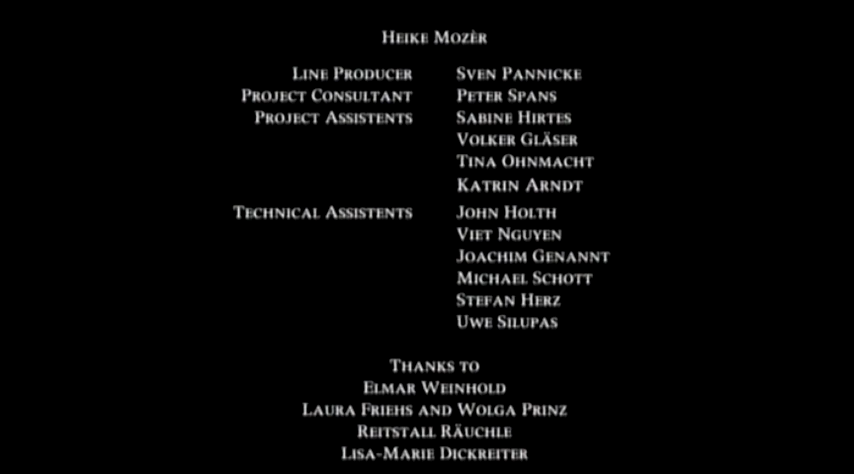 HEIKE MOZÈR
LINE PRODUCER SVEN PANNICKE
PROJECT CONSULTANT PETER SPANS
PROJECT ASSISTENTS SABINE HIRTES
VOLKER GLÄSER
TINA OHNMACHT
KATRIN ARNDT
TECHNICAL ASSISTENTS JOHN HOLTH
VIET NGUYEN
JOACHIM GENANNT
MICHAEL SCHOTT
STEFAN HERZ
UWE SILUPAS
THANKS TO
ELMAR WEINHOLD
LAURA FRIEHS AND WOLGA PRINZ
REITSTALL RÄUCHLE
LISA-MARIE DICKREITER